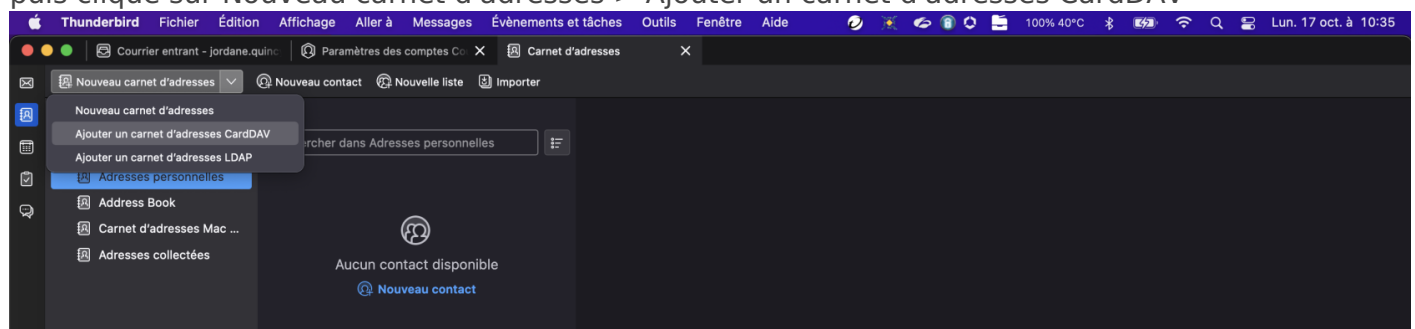 puis clique sur Nouveau carnet d'adresses > Ajouter un carnet d'adresses CardDAV
Thunderbird Fichier Édition Affichage Aller à Messages Évènements et tâches Outils Fenêtre Aide 100% 40°C Lun. 17 oct. à 10:35
Courrier entrant - jordane.quinc Paramètres des comptes Co X Carnet d'adresses X
Nouveau carnet d'adresses Nouveau contact Nouvelle liste Importer
Nouveau carnet d'adresses
Ajouter un carnet d'adresses CardDAV
ercher dans Adresses personnelles
Ajouter un carnet d'adresses LDAP
Adresses personnelles
Address Book
Carnet d'adresses Mac ...
Adresses collectées
Aucun contact disponible
Nouveau contact